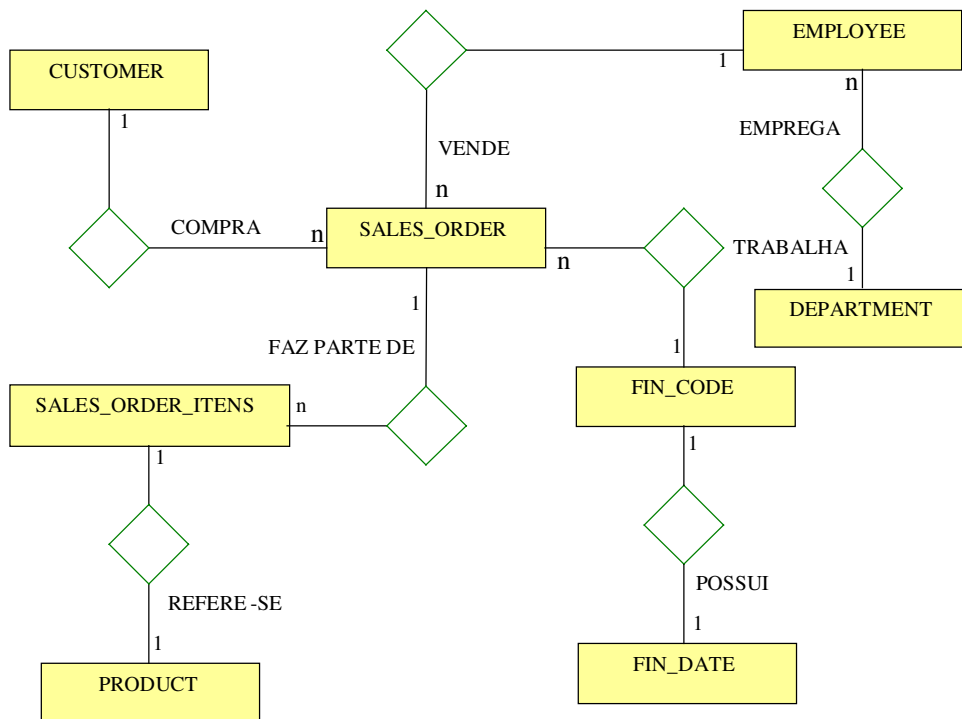 EMPLOYEE
CUSTOMER
1
n
1
EMPREGA
VENDE
n
COMPRA
n
SALES_ORDER
n
TRABALHA
1
DEPARTMENT
1
FAZ PARTE DE
1
FIN_CODE
SALES_ORDER_ITENS
n
1
1
POSSUI
REFERE -SE
1
1
FIN_DATE
PRODUCT